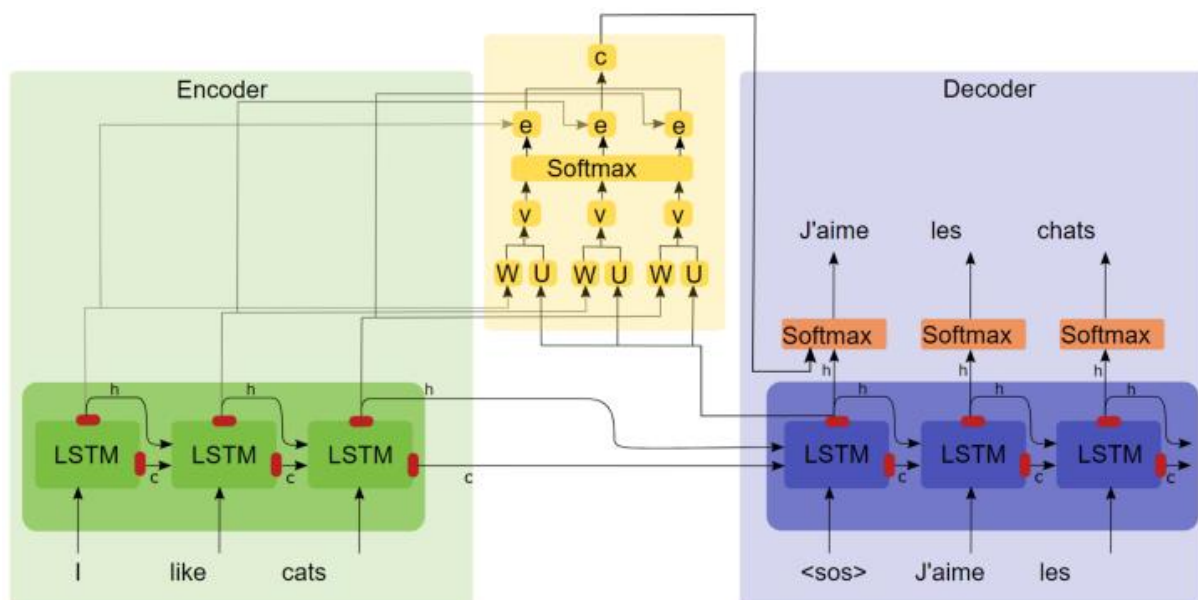 c
Encoder
Decoder
e e e
Softmax
v v v
J'aime les chats
W U W U W U
Softmax Softmax Softmax
h h h
h h h h h
LSTM LSTM LSTM LSTM LSTM LSTM
c c c c c c
I like cats <sos> J'aime les